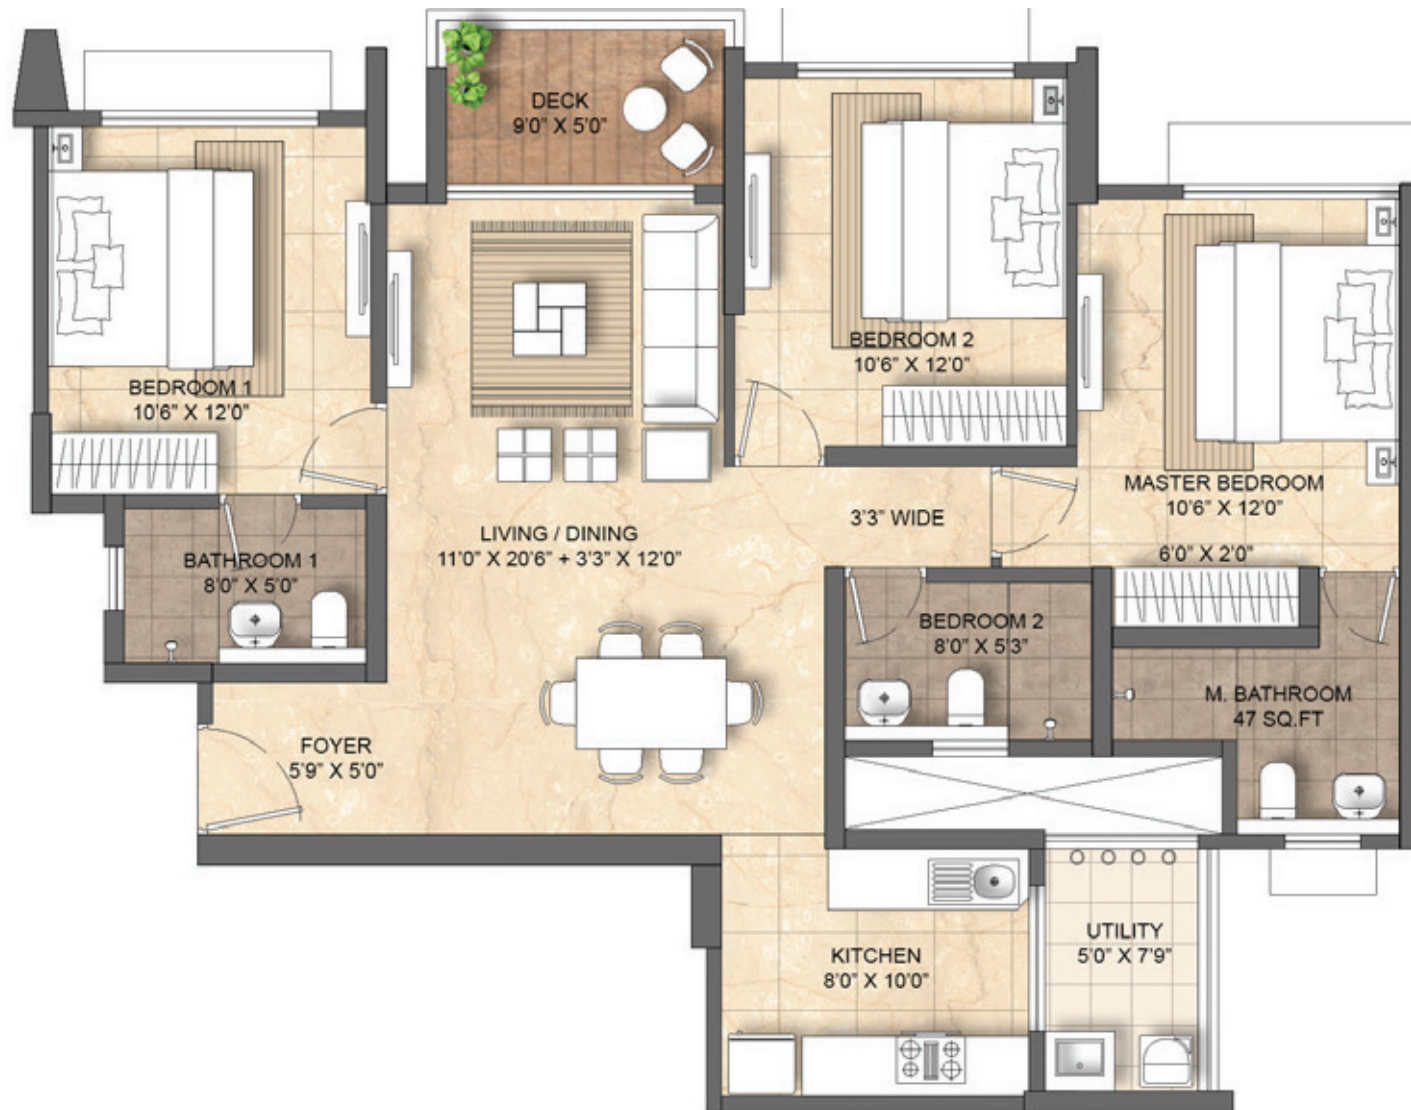 DECK
9'0" X 5'0"
BEDROOM 2
10'6" X 12'0"
BEDROOM 1
10'6" X 12'0"
MASTER BEDROOM
10'6" X 12'0"
6'0" X 2'0"
3'3" WIDE
LIVING / DINING
11'0" X 20'6" + 3'3" X 12'0"
BATHROOM 1
8'0" X 5'0"
BEDROOM 2
8'0" X 5'3"
M. BATHROOM
47 SQ.FT
FOYER
5'9" X 5'0"
UTILITY
5'0" X 7'9"
KITCHEN
8'0" X 10'0"